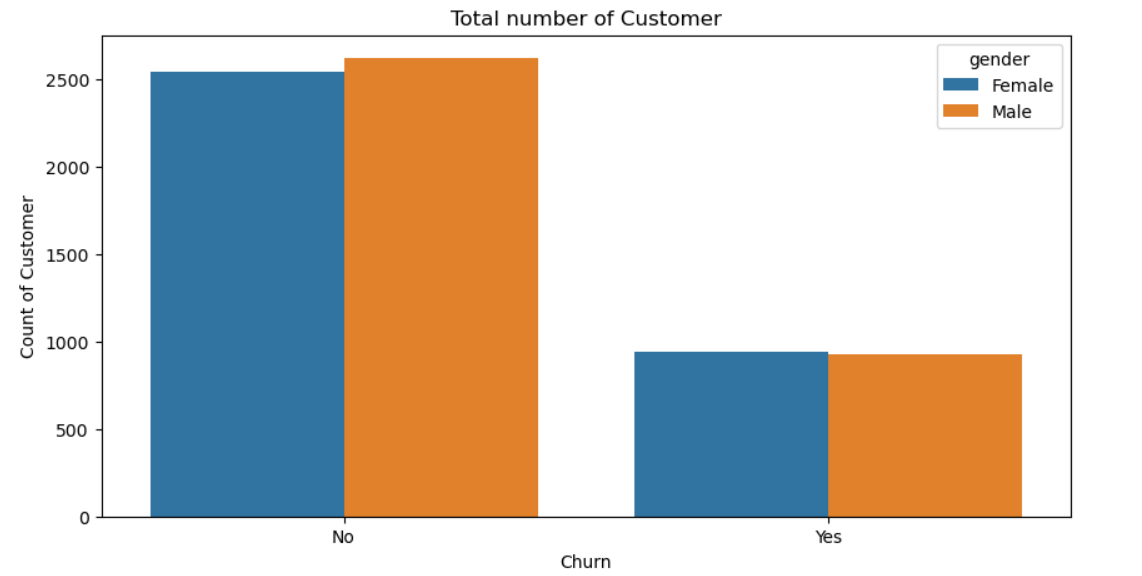 Total number of Customer
gender
Female
Male
Count of Customer
2500
2000
1500
1000
500
0
No
Yes
Churn